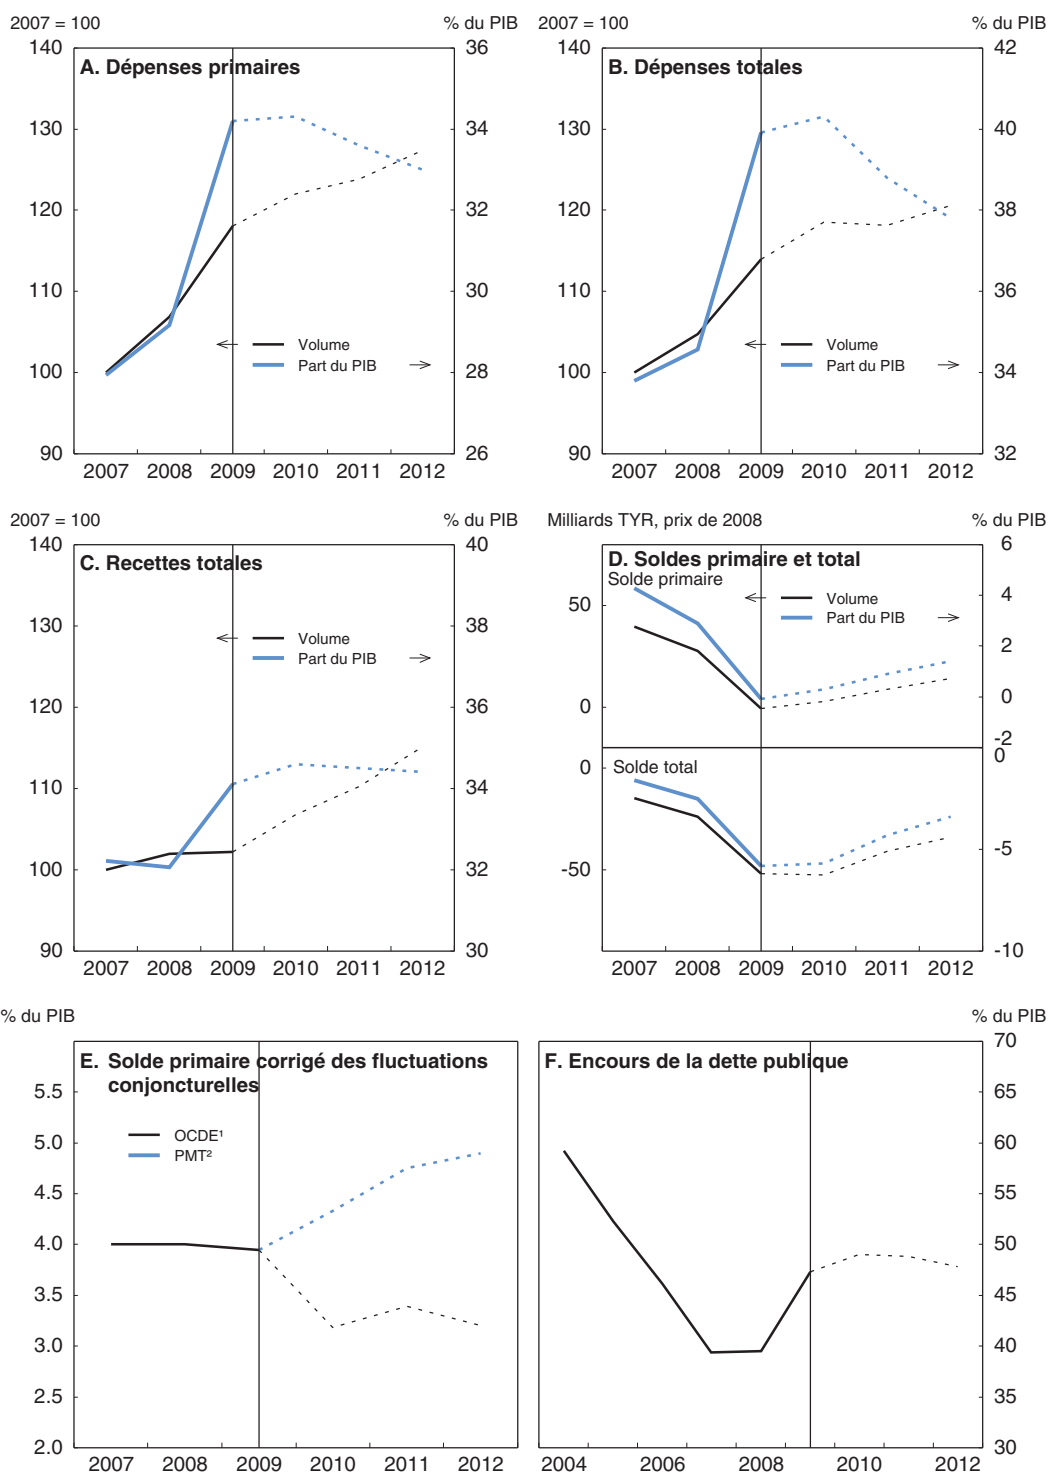 2007 = 100
% du PIB
A. Dépenses primaires
140
130
120
110
100
90
36
34
32
30
28
26
Volume
Part du PIB
2007 2008 2009 2010 2011 2012
2007 = 100
% du PIB
B. Dépenses totales
140
130
120
110
100
90
42
40
38
36
34
32
Volume
Part du PIB
2007 2008 2009 2010 2011 2012
2007 = 100
% du PIB
C. Recettes totales
140
130
120
110
100
90
40
38
36
34
32
30
Volume
Part du PIB
2007 2008 2009 2010 2011 2012
Milliards TYR, prix de 2008
% du PIB
D. Soldes primaire et total
Solde primaire
50
0
6
4
2
0
-2
Volume
Part du PIB
Solde total
0
-50
0
-5
-10
2007 2008 2009 2010 2011 2012
% du PIB
E. Solde primaire corrigé des fluctuations
conjoncturelles
5.5
5.0
4.5
4.0
3.5
3.0
2.5
2.0
OCDE¹
PMT²
2007 2008 2009 2010 2011 2012
% du PIB
F. Encours de la dette publique
70
65
60
55
50
45
40
35
30
2004 2006 2008 2010 2012